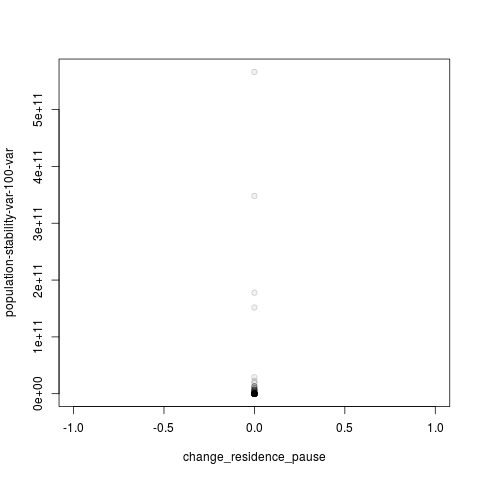 population-stability-var-100-var
5e+11
4e+11
3e+11
2e+11
1e+11
0e+00
-1.0 -0.5 0.0 0.5 1.0
change_residence_pause